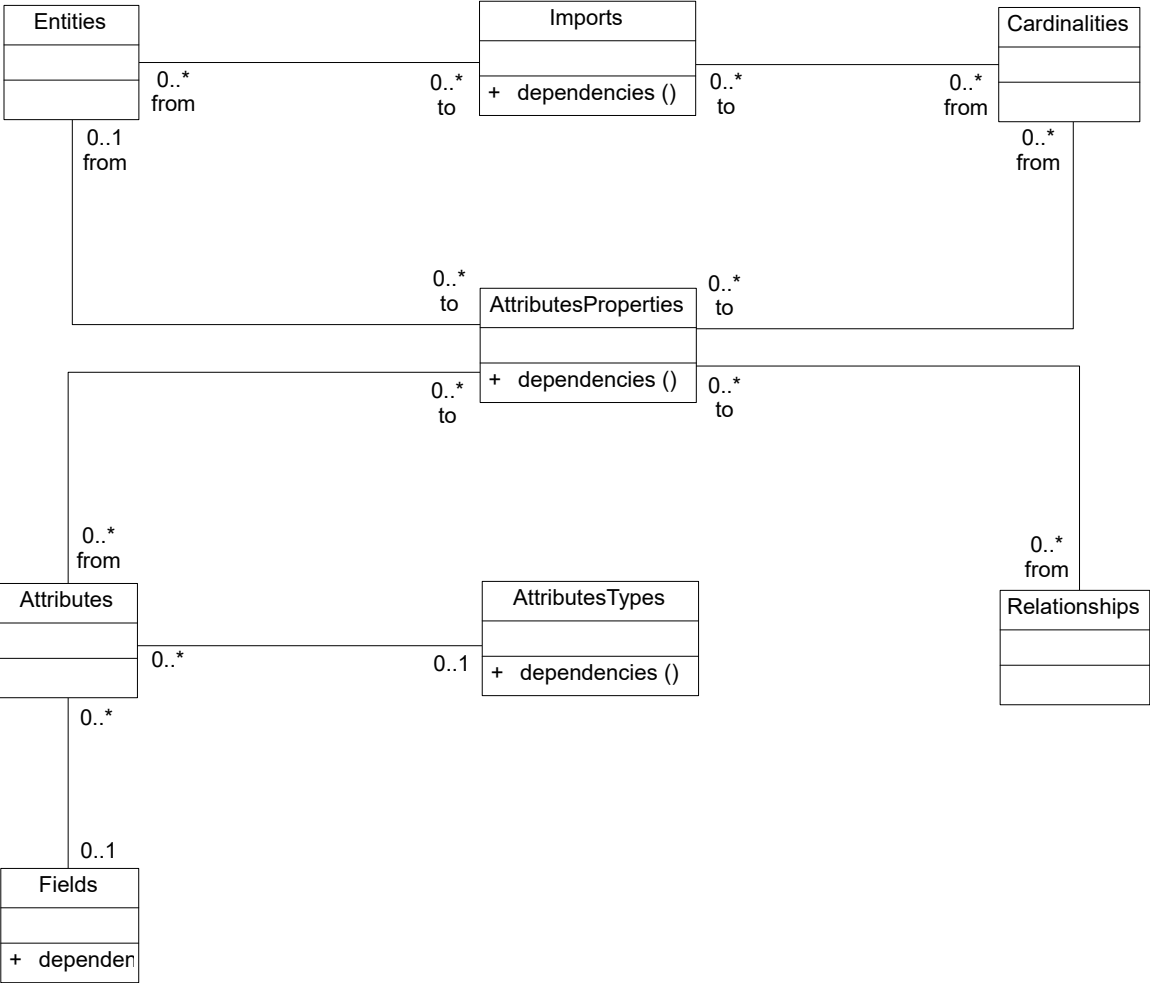 Entities
Imports
+ dependencies ()
Cardinalities
0..*
from
0..*
to
0..*
to
0..*
from
0..1
from
0..*
from
0..*
to
0..*
to
AttributesProperties
+ dependencies ()
0..*
to
0..*
to
0..*
from
0..*
from
Attributes
AttributesTypes
+ dependencies ()
Relationships
0..*
0..1
0..*
0..1
Fields
+ dependen